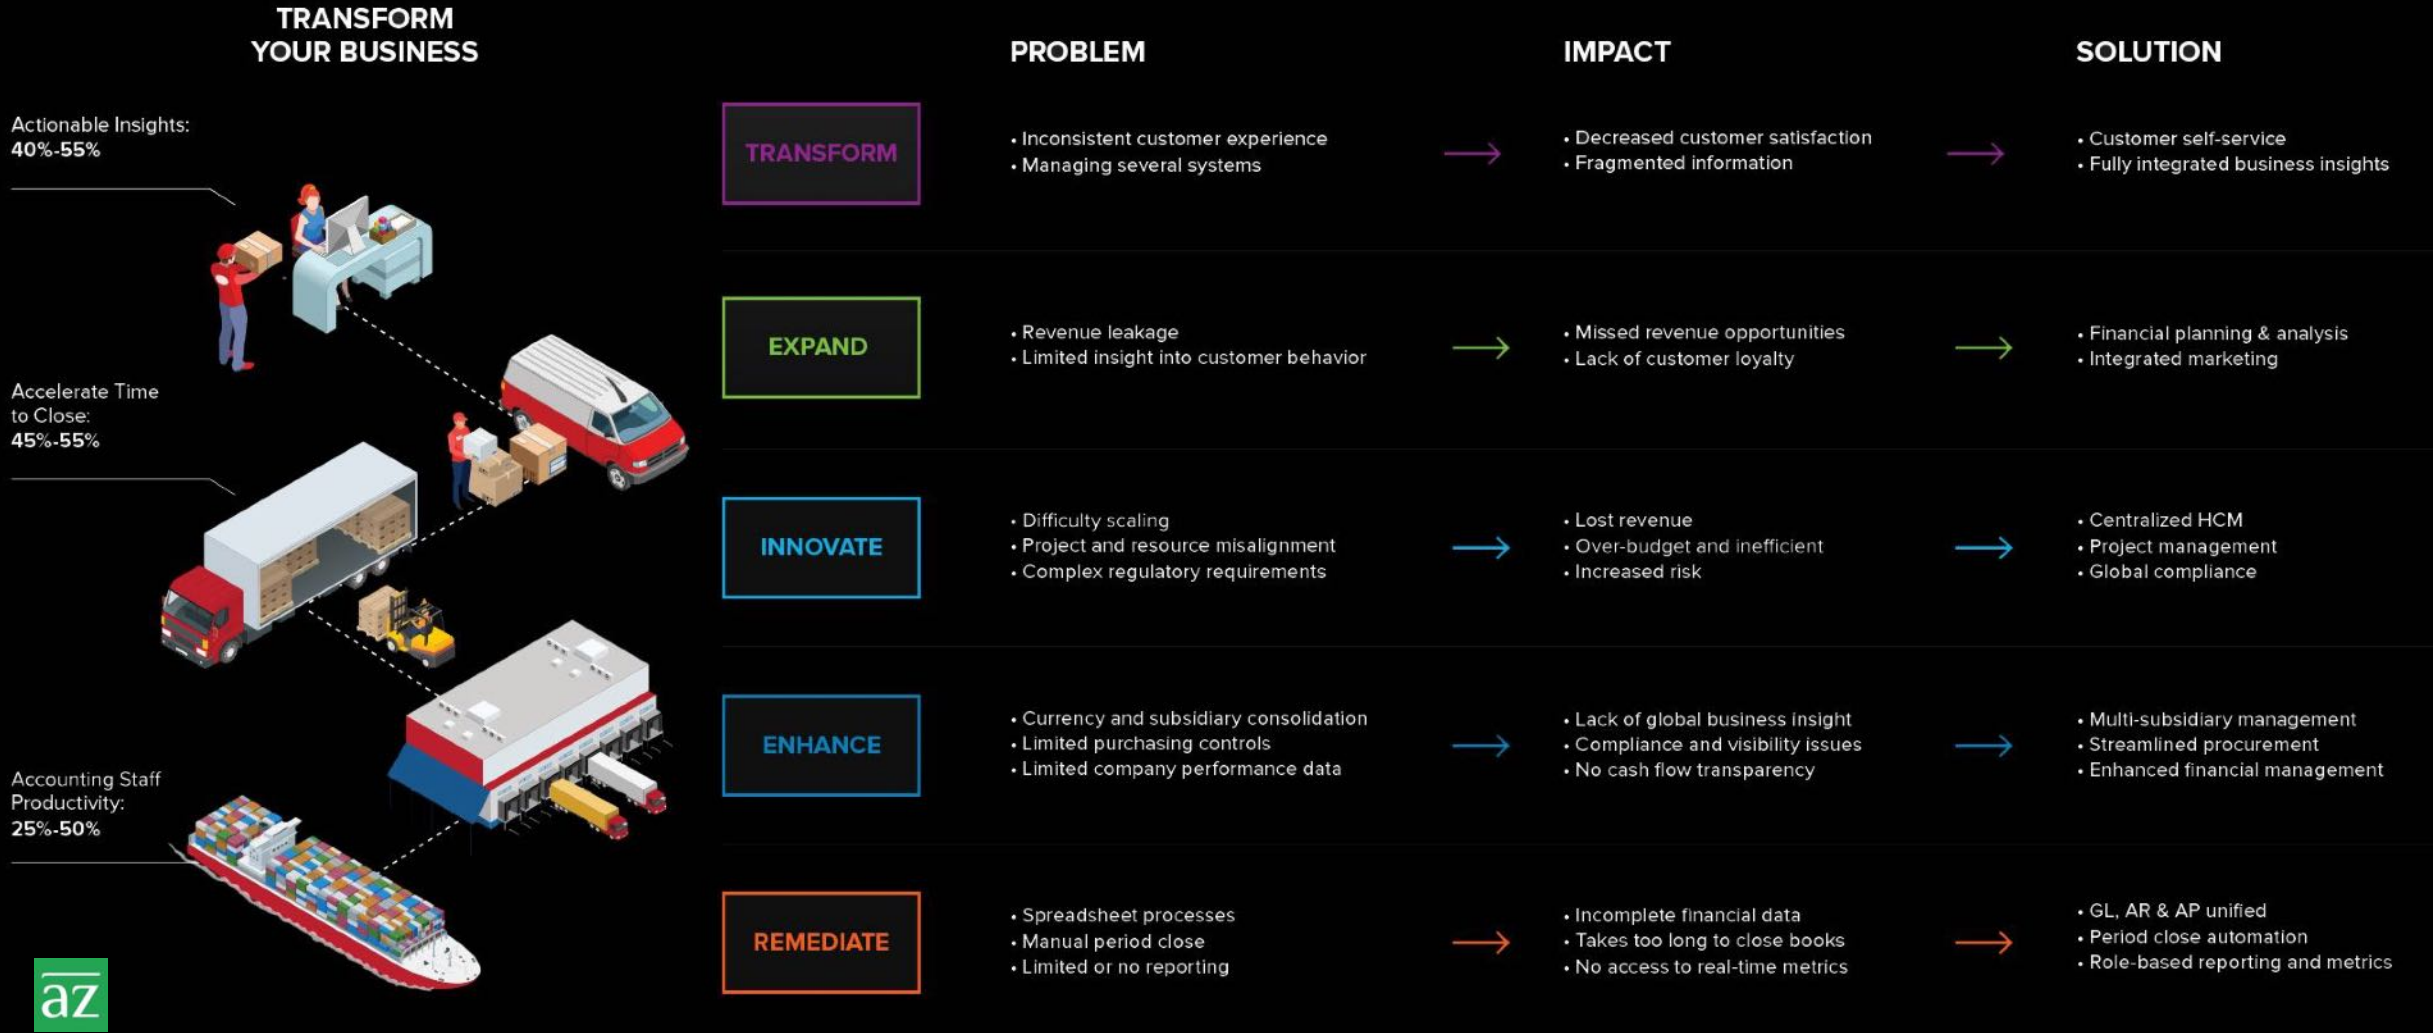 TRANSFORM
YOUR BUSINESS
Actionable Insights:
40%-55%
Accelerate Time
to Close:
45%-55%
Accounting Staff
Productivity:
25%-50%
az
PROBLEM
IMPACT
SOLUTION
TRANSFORM
• Inconsistent customer experience
• Managing several systems
• Decreased customer satisfaction
• Fragmented information
• Customer self-service
• Fully integrated business insights
EXPAND
• Revenue leakage
• Limited insight into customer behavior
• Missed revenue opportunities
• Lack of customer loyalty
• Financial planning & analysis
• Integrated marketing
INNOVATE
• Difficulty scaling
• Project and resource misalignment
• Complex regulatory requirements
• Lost revenue
• Over-budget and inefficient
• Increased risk
• Centralized HCM
• Project management
• Global compliance
ENHANCE
• Currency and subsidiary consolidation
• Limited purchasing controls
• Limited company performance data
• Lack of global business insight
• Compliance and visibility issues
• No cash flow transparency
• Multi-subsidiary management
• Streamlined procurement
• Enhanced financial management
REMEDIATE
• Spreadsheet processes
• Manual period close
• Limited or no reporting
• Incomplete financial data
• Takes too long to close books
• No access to real-time metrics
• GL, AR & AP unified
• Period close automation
• Role-based reporting and metrics